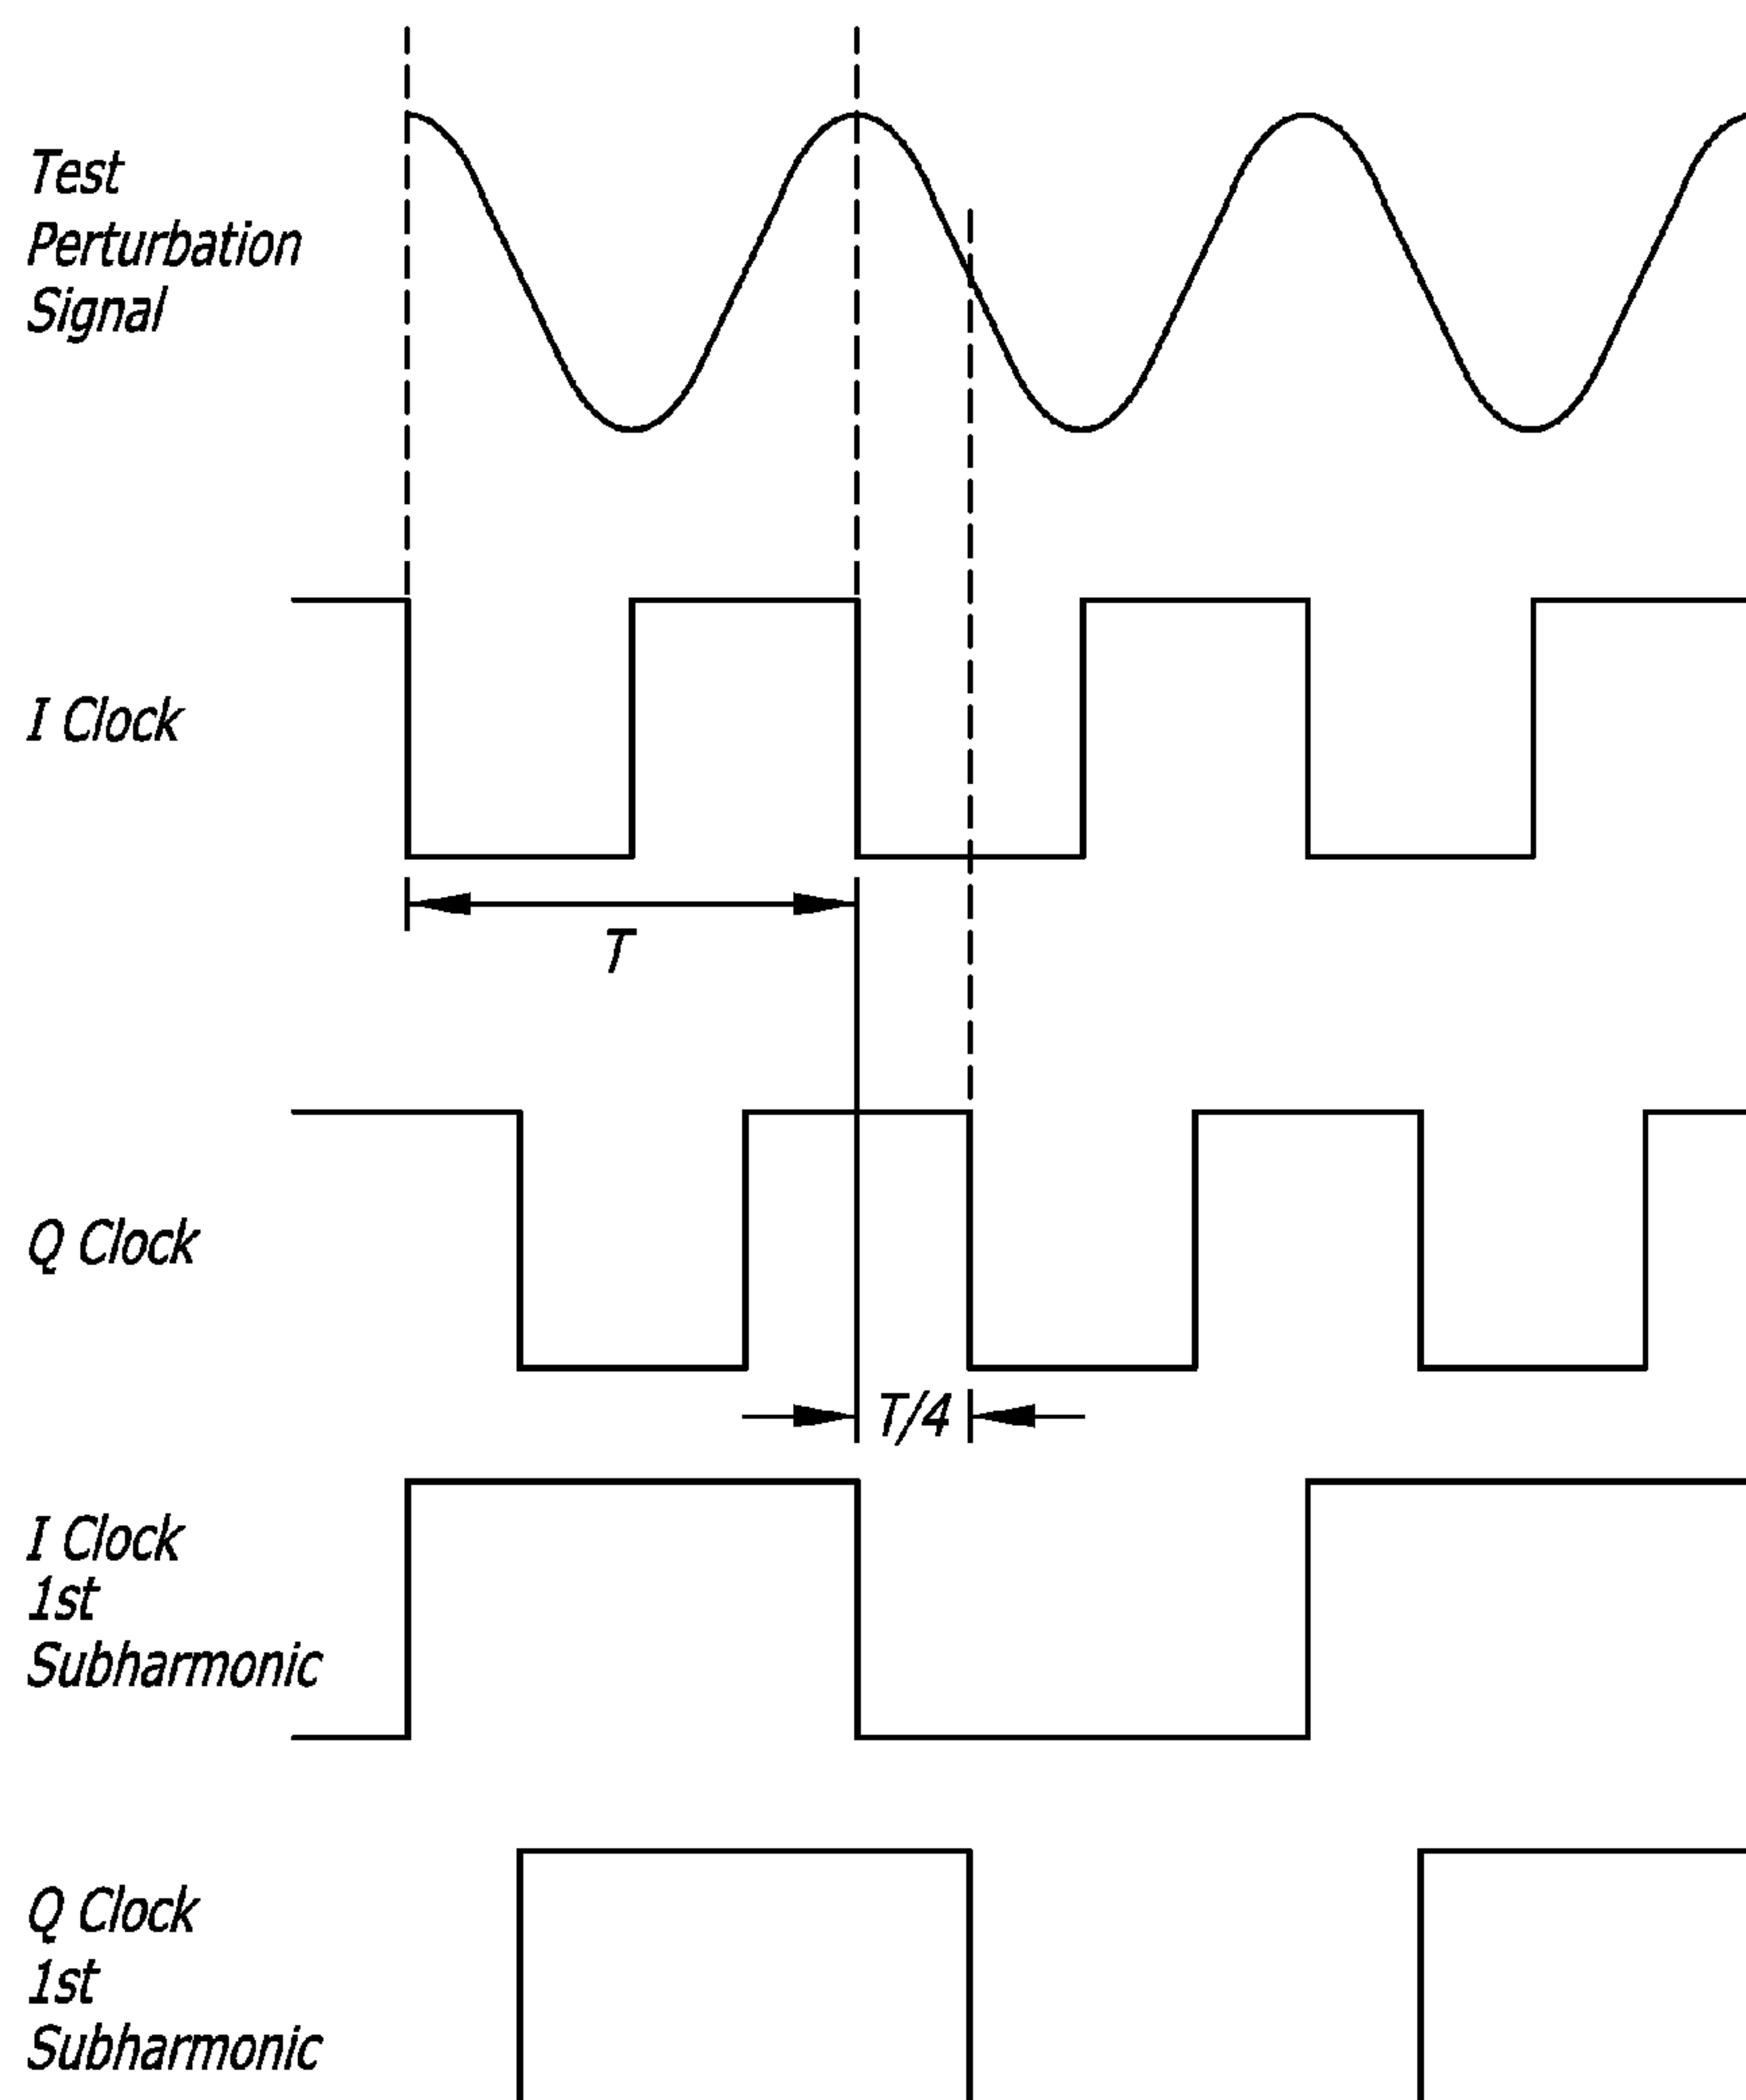 Test
Perturbation
Signal
I Clock
T
Q Clock
T/4
I Clock
1st
Subharmonic
Q Clock
1st
Subharmonic